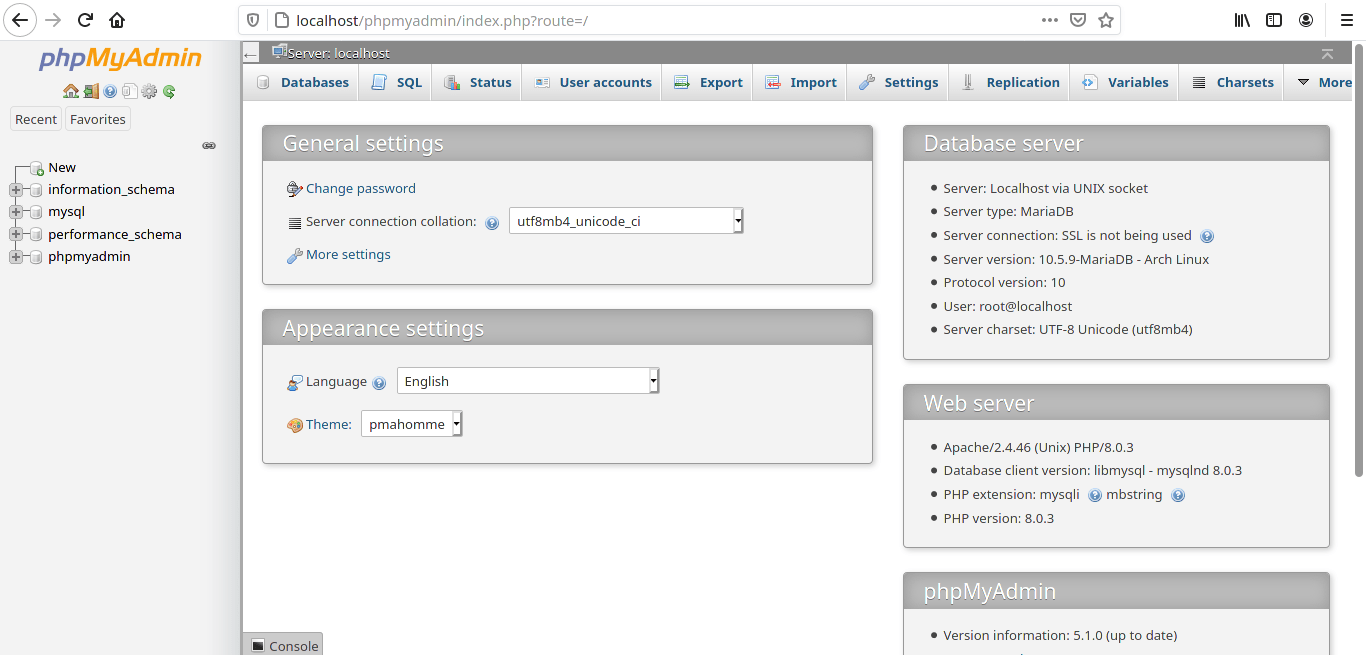 localhost/phpmyadmin/index.php?route=/
phpMyAdmin
Recent Favorites
New
information_schema
mysql
performance_schema
phpmyadmin
Server: localhost
Databases SQL Status User accounts Export Import Settings Replication Variables Charsets More
General settings
Change password
Server connection collation: utf8mb4_unicode_ci
More settings
Appearance settings
Language English
Theme: pmahomme
Database server
Server: Localhost via UNIX socket
Server type: MariaDB
Server connection: SSL is not being used
Server version: 10.5.9-MariaDB - Arch Linux
Protocol version: 10
User: root@localhost
Server charset: UTF-8 Unicode (utf8mb4)
Web server
Apache/2.4.46 (Unix) PHP/8.0.3
Database client version: libmysql - mysqlnd 8.0.3
PHP extension: mysqli mbstring
PHP version: 8.0.3
phpMyAdmin
Version information: 5.1.0 (up to date)
Console